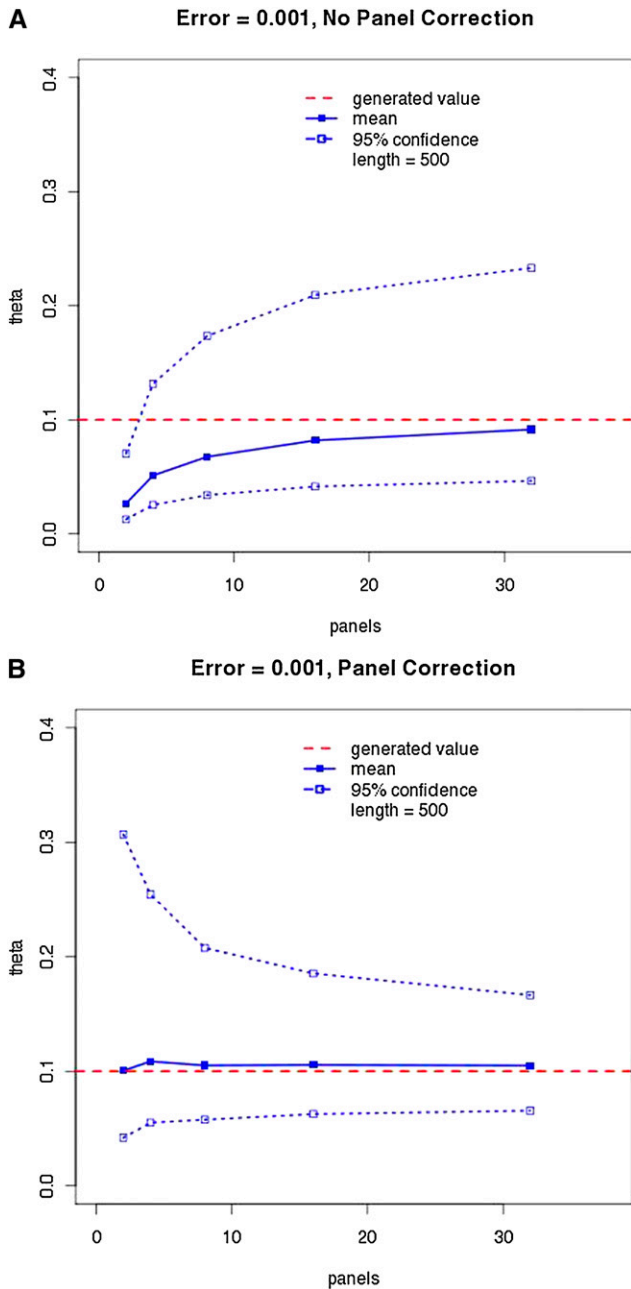 A
Error = 0.001, No Panel Correction
generated value
mean
95% confidence
length = 500
theta
0.4
0.3
0.2
0.1
0.0
0 10 20 30
panels
B
Error = 0.001, Panel Correction
generated value
mean
95% confidence
length = 500
theta
0.4
0.3
0.2
0.1
0.0
0 10 20 30
panels